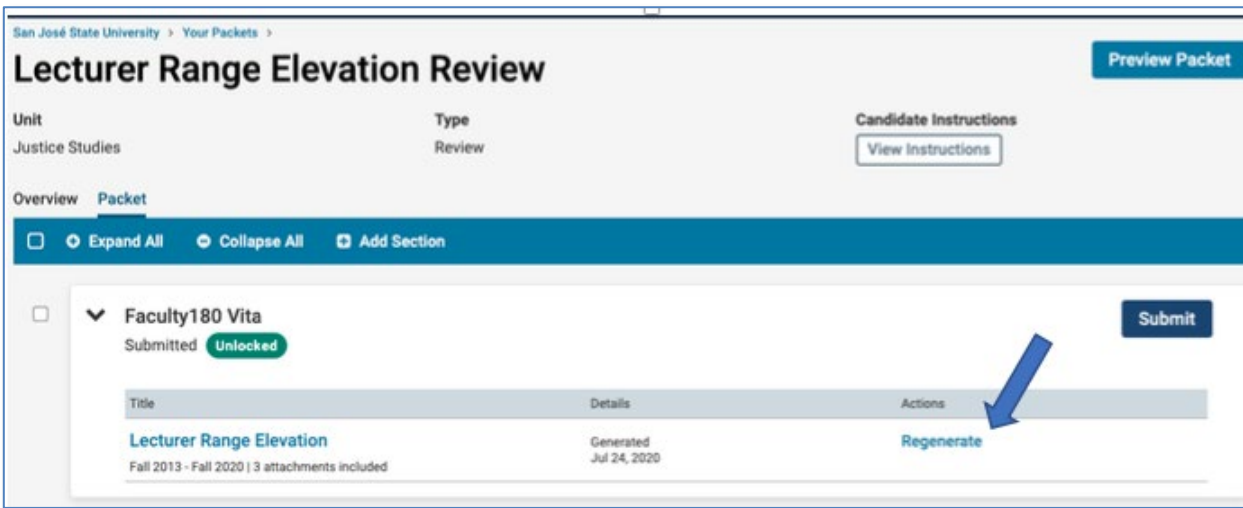 San José State University > Your Packets >
Lecturer Range Elevation Review
Preview Packet
Unit
Type
Candidate Instructions
Justice Studies
Review
View Instructions
Overview Packet
Expand All Collapse All Add Section
Faculty180 Vita
Submit
Submitted Unlocked
Title Details Actions
Lecturer Range Elevation
Generated
Regenerate
Fall 2013 - Fall 2020 | 3 attachments included
Jul 24, 2020